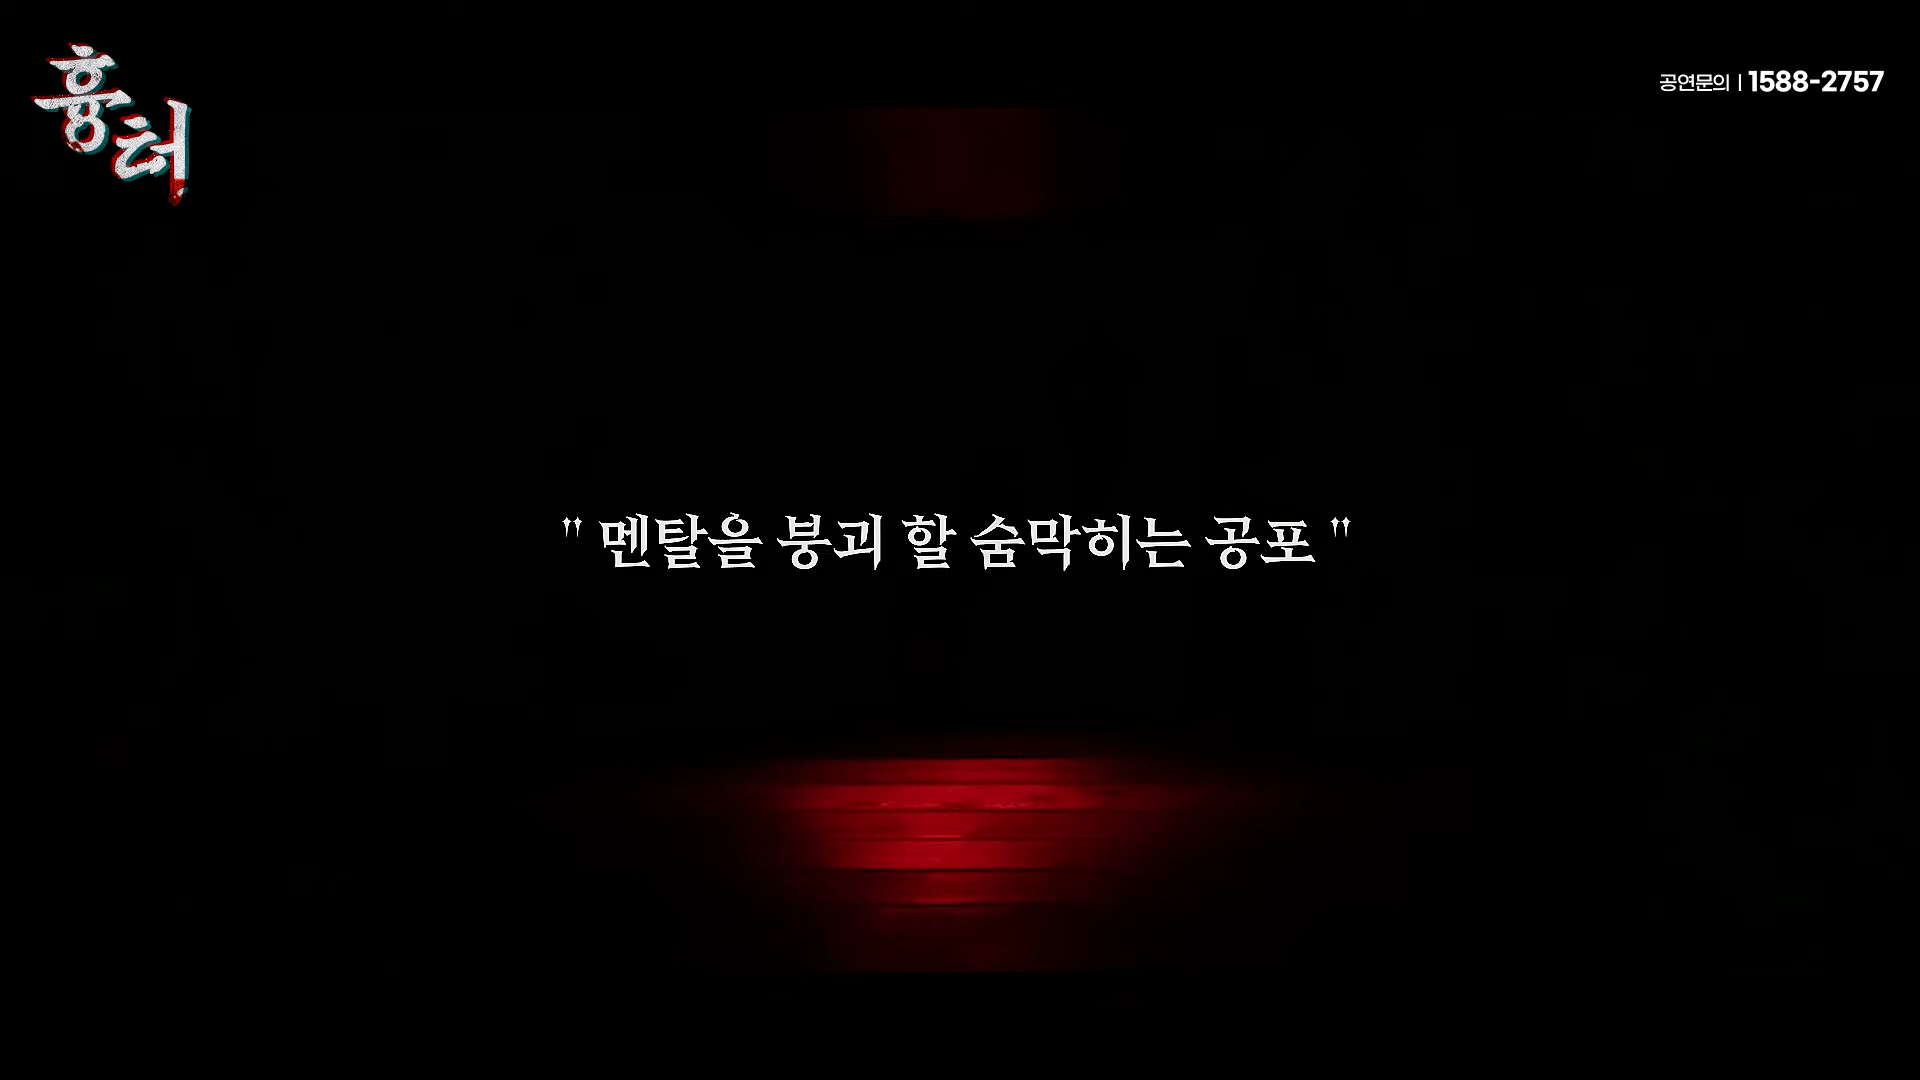 흉터
공연문의 | 1588-2757
" 멘탈을 붕괴 할 숨막히는 공포 "